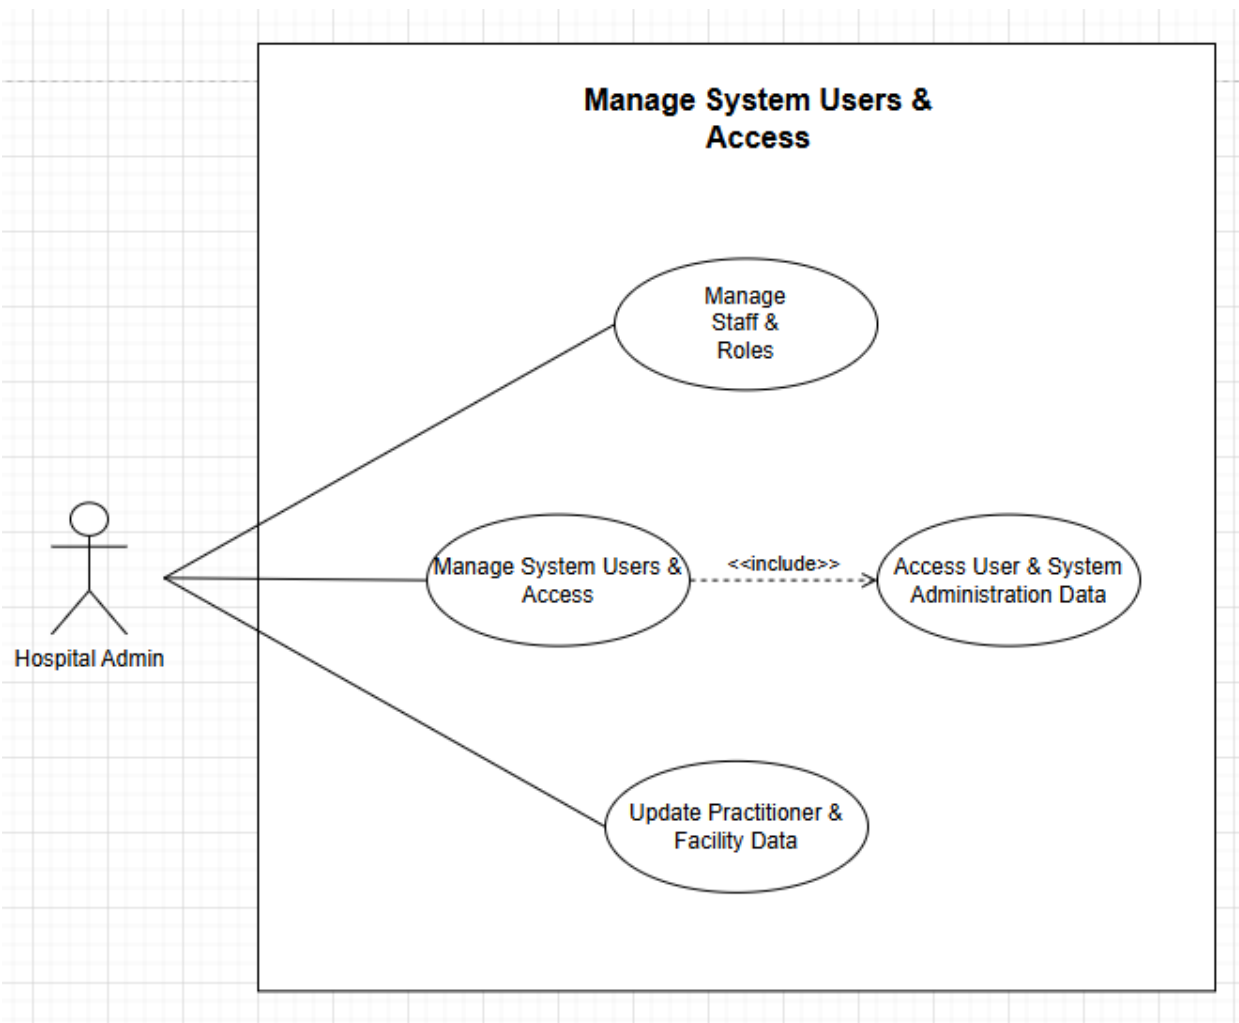 Manage System Users &
Access
Manage
Staff &
Roles
Manage System Users &
Access
<<include>>
Access User & System
Administration Data
Hospital Admin
Update Practitioner &
Facility Data